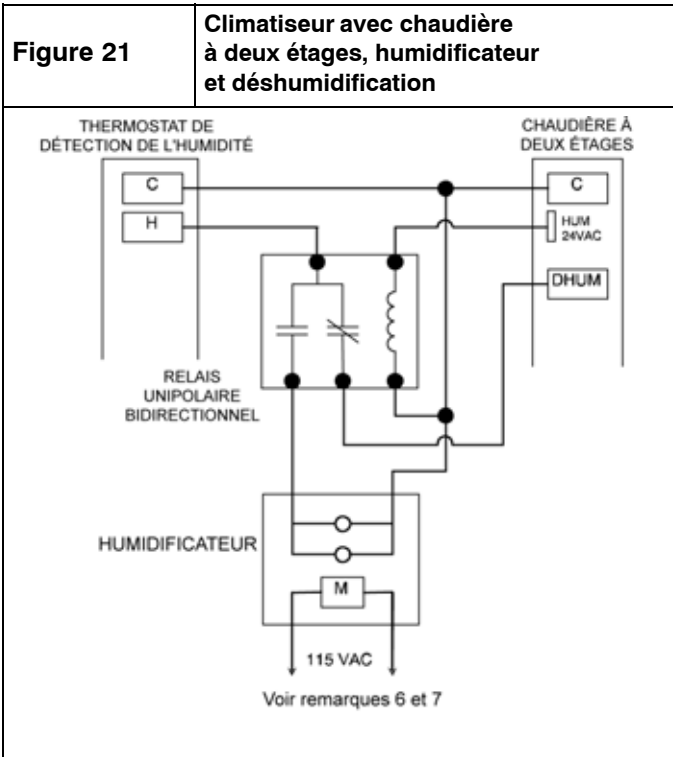 Figure 21
Climatiseur avec chaudière
à deux étages, humidificateur
et déshumidification
THERMOSTAT DE
DÉTECTION DE L'HUMIDITÉ
CHAUDIÈRE À
DEUX ÉTAGES
C
C
H
HUM
24VAC
DHUM
RELAIS
UNIPOLAIRE
BIDIRECTIONNEL
HUMIDIFICATEUR
M
115 VAC
Voir remarques 6 et 7